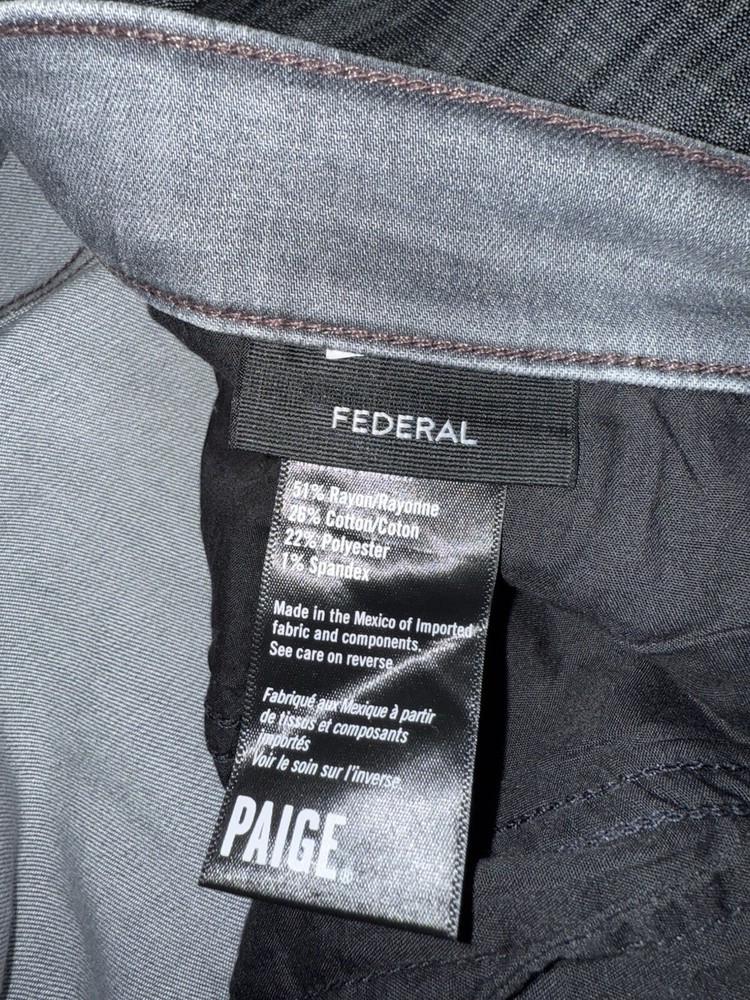 FEDERAL
51% Rayon/Rayonne
26% Cotton/Coton
22% Polyester
1% Spandex
Made in the Mexico of Imported
fabric and components.
See care on reverse
Fabriqué aux Mexique à partir
de tissus et composants
importés
Voir le soin sur l'inverse
PAIGE